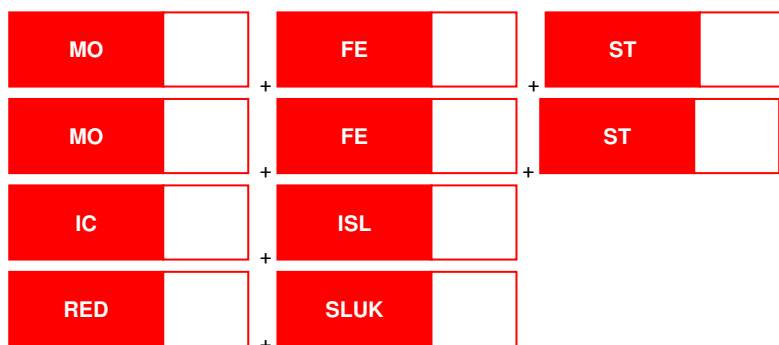 MO + FE + ST
MO + FE + ST
IC + ISL
RED + SLUK